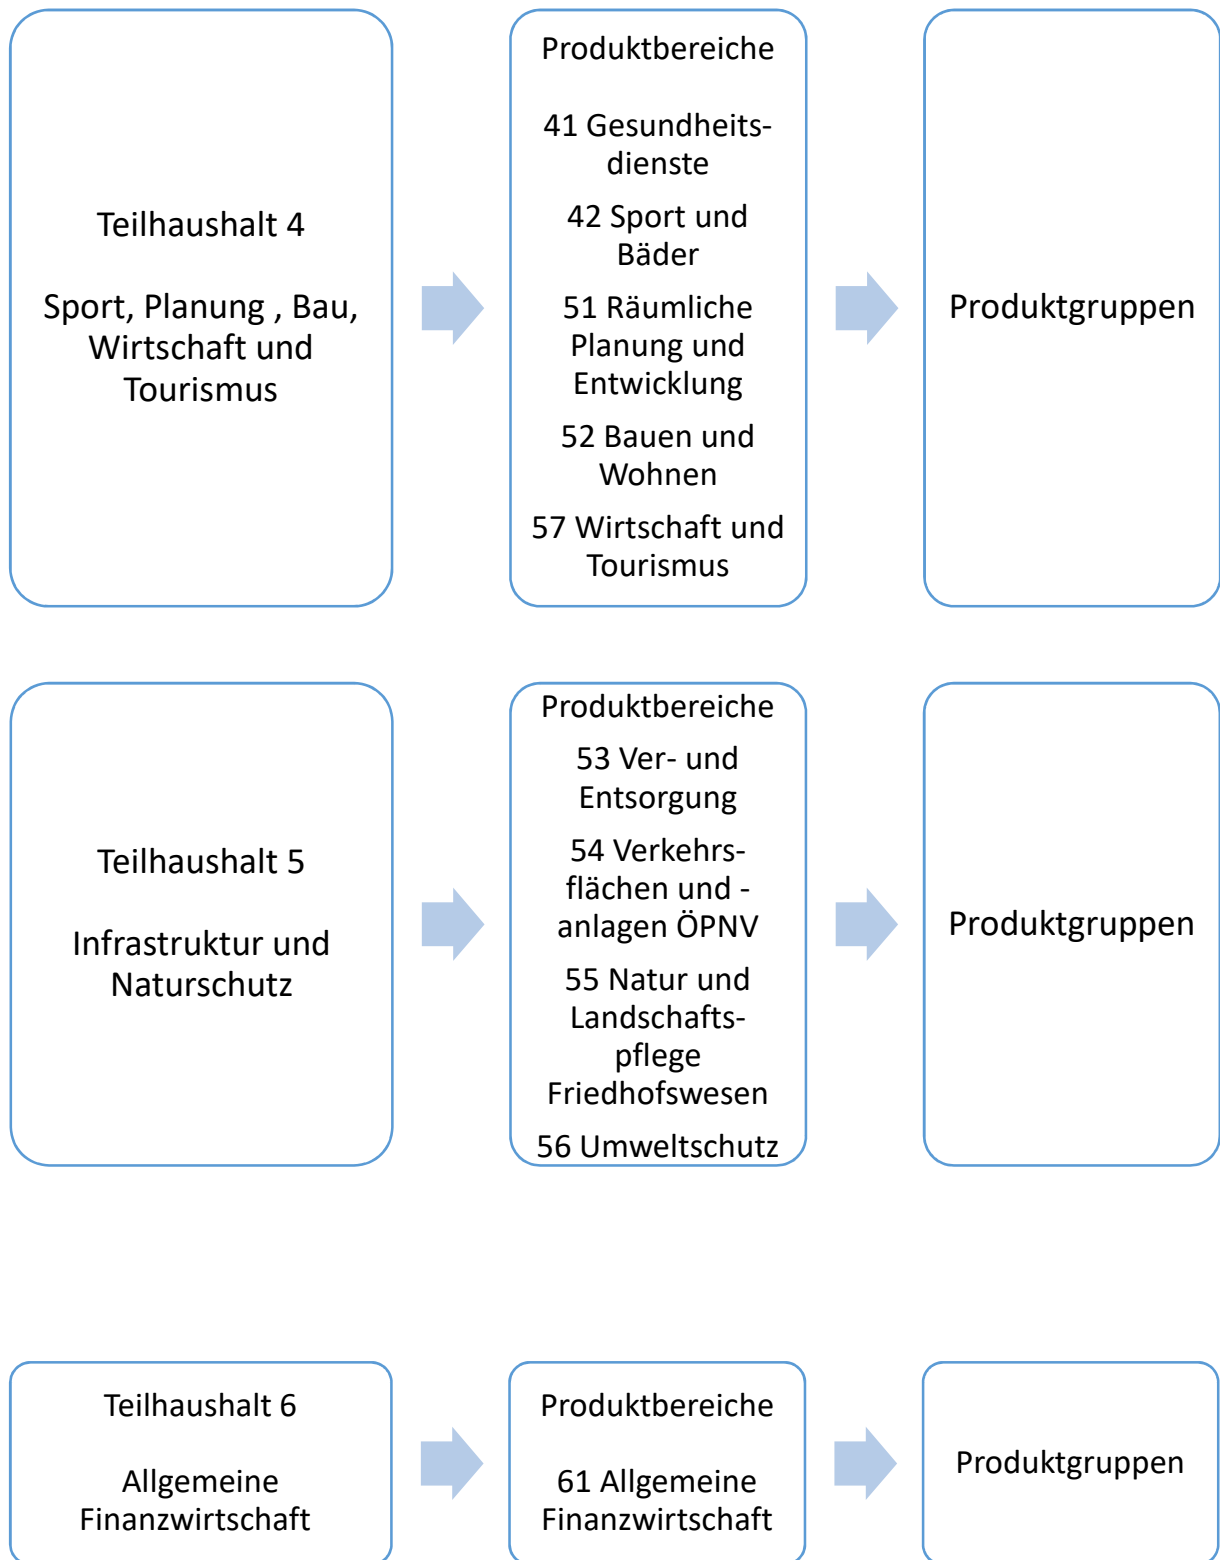 Teilhaushalt 4
Sport, Planung , Bau,
Wirtschaft und
Tourismus
Produktbereiche
41 Gesundheits-
dienste
42 Sport und
Bäder
51 Räumliche
Planung und
Entwicklung
52 Bauen und
Wohnen
57 Wirtschaft und
Tourismus
Produktgruppen
Teilhaushalt 5
Infrastruktur und
Naturschutz
Produktbereiche
53 Ver- und
Entsorgung
54 Verkehrs-
flächen und -
anlagen ÖPNV
55 Natur und
Landschafts-
pflege
Friedhofswesen
56 Umweltschutz
Produktgruppen
Teilhaushalt 6
Allgemeine
Finanzwirtschaft
Produktbereiche
61 Allgemeine
Finanzwirtschaft
Produktgruppen